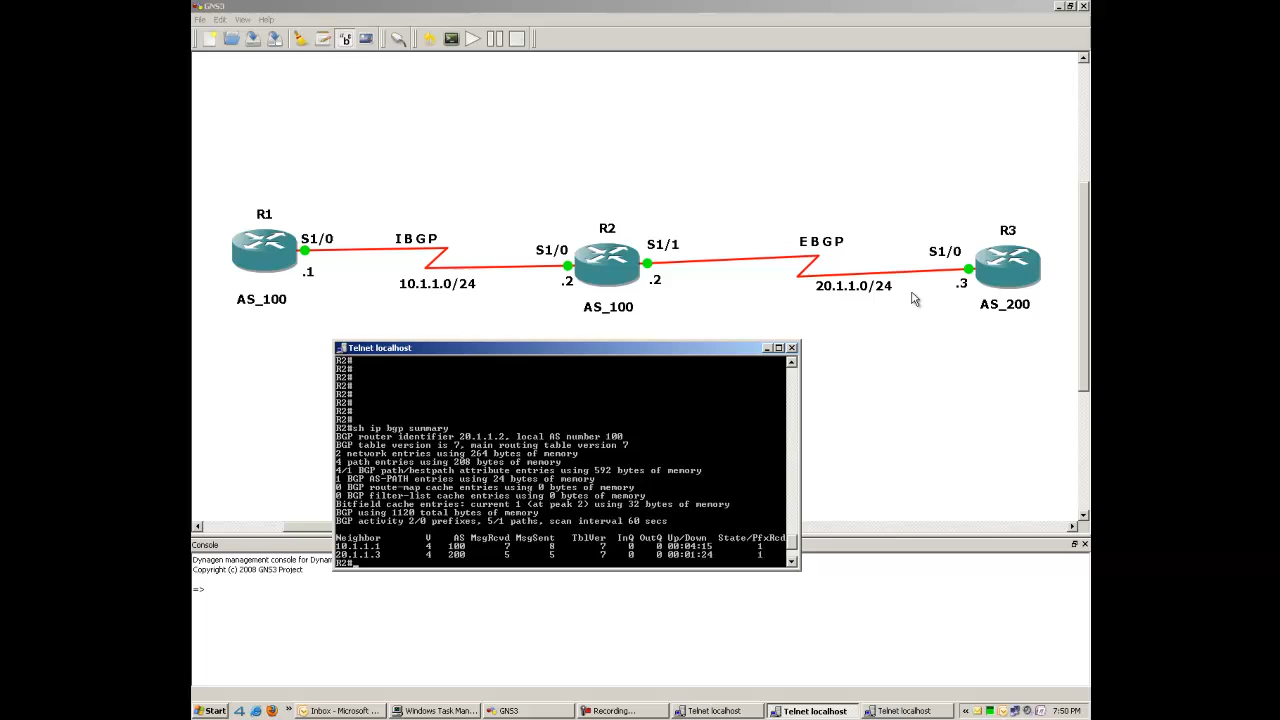 GNS3
File Edit View Help
R1
R2
R3
S1/0
I B G P
S1/0
S1/1
E B G P
S1/0
.1
10.1.1.0/24
.2
.2
20.1.1.0/24
.3
AS_100
AS_100
AS_200
Telnet localhost
R2#
R2#
R2#
R2#
R2#
R2#
R2#
R2#
R2#sh ip bgp summary
BGP router identifier 20.1.1.2, local AS number 100
BGP table version is 7, main routing table version 7
2 network entries using 264 bytes of memory
4 path entries using 208 bytes of memory
4/1 BGP path/bestpath attribute entries using 592 bytes of memory
1 BGP AS-PATH entries using 24 bytes of memory
0 BGP route-map cache entries using 0 bytes of memory
0 BGP filter-list cache entries using 0 bytes of memory
Bitfield cache entries: current 1 (at peak 2) using 32 bytes of memory
BGP using 1120 total bytes of memory
BGP activity 2/0 prefixes, 5/1 paths, scan interval 60 secs
Neighbor V AS MsgRcvd MsgSent TblVer InQ OutQ Up/Down State/PfxRcd
10.1.1.1 4 100 7 8 7 0 0 00:04:15 1
20.1.1.3 4 200 5 5 7 0 0 00:01:24 1
R2#_
Console
Dynagen management console for Dynam
Copyright (c) 2008 GNS3 Project
=>
Start Inbox - Microsoft ... Windows Task Man... GNS3 Recording... Telnet localhost Telnet localhost Telnet localhost 7:50 PM